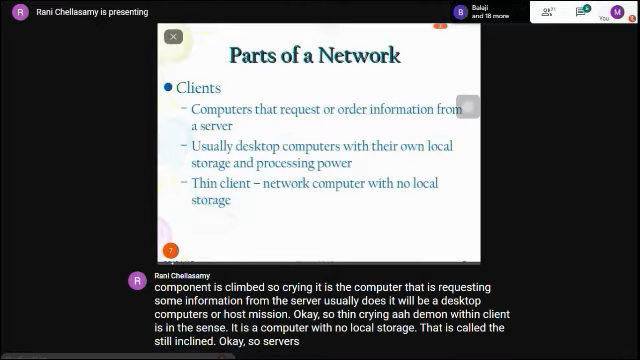 R Rani Chellasamy is presenting
B Balaji
and 18 more
You
M
Parts of a Network
Clients
– Computers that request or order information from
a server
– Usually desktop computers with their own local
storage and processing power
– Thin client – network computer with no local
storage
7
R Rani Chellasamy
component is climbed so crying it is the computer that is requesting
some information from the server usually does it will be a desktop
computers or host mission. Okay, so thin crying aah demon within client
is in the sense. It is a computer with no local storage. That is called the
still inclined. Okay, so servers